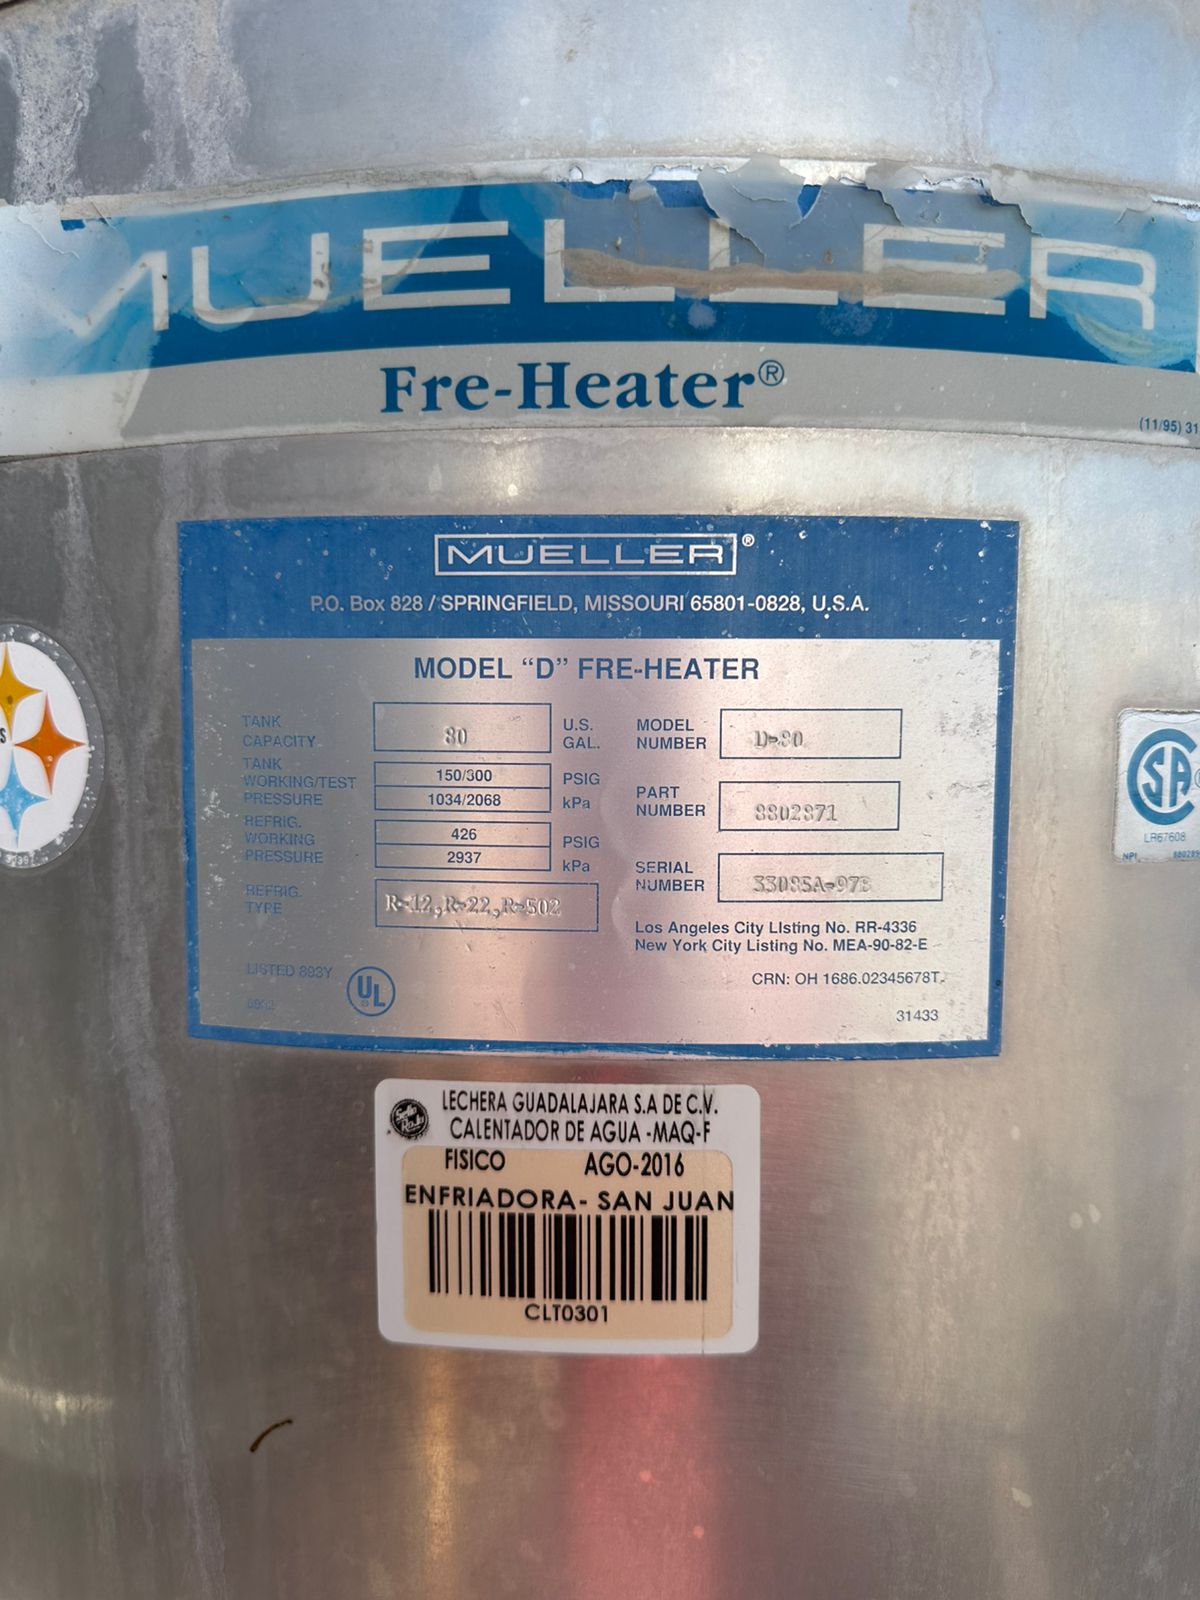 MUELLER
Fre-Heater®
(11/95) 31
MUELLER®
P.O. Box 828 / SPRINGFIELD, MISSOURI 65801-0828, U.S.A.
MODEL “D” FRE-HEATER
TANK CAPACITY 80 U.S. GAL.
MODEL NUMBER D-80
TANK WORKING/TEST PRESSURE 150/300 PSIG
1034/2068 kPa
PART NUMBER 8802871
REFRIG. WORKING PRESSURE 426 PSIG
2937 kPa
SERIAL NUMBER
REFRIG. TYPE R-12,R-22,R-502
Los Angeles City LIsting No. RR-4336
New York City Listing No. MEA-90-82-E
LISTED 893Y
UL
CRN: OH 1686.02345678T.
31433
SA®
LR67608
NPI
LECHERA GUADALAJARA S.A DE C.V.
CALENTADOR DE AGUA -MAQ-F
FISICO AGO-2016
ENFRIADORA- SAN JUAN
CLT0301